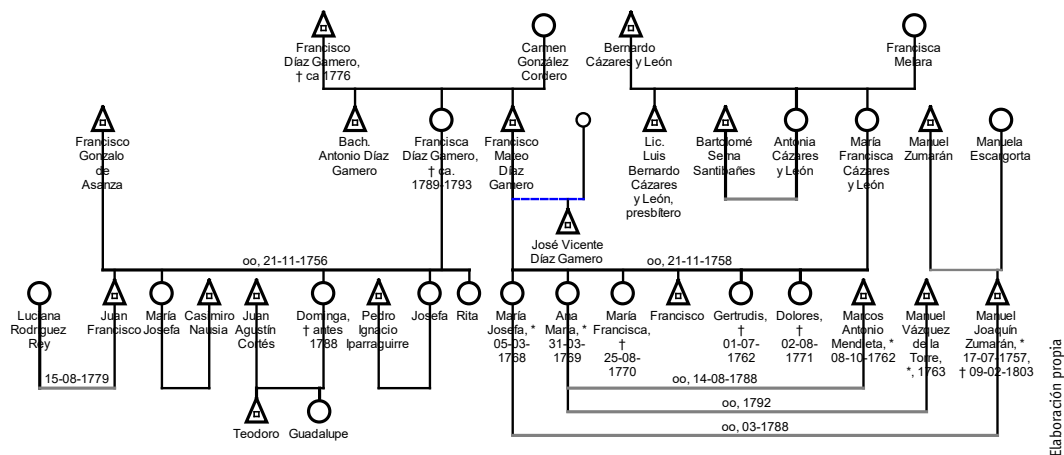 Francisco
Díaz Gamero,
† ca 1776
Carmen
González
Cordero
Bernardo
Cázares y León
Francisca
Melara
Francisco
Gonzalo
de
Asanza
Bach.
Antonio Díaz
Gamero
Francisca
Díaz Gamero,
† ca.
1789-1793
Francisco
Mateo
Díaz
Gamero
Lic.
Luis
Bernardo
Cázares
y León,
presbítero
Bartolomé
Serna
Santibañes
Antonia
Cázares
y León
María
Francisca
Cázares
y León
Manuel
Zumarán
Manuela
Escargorta
José Vicente
Díaz Gamero
oo, 21-11-1756
oo, 21-11-1758
Luciana
Rodriguez
Rey
Juan
Francisco
María
Josefa
Casimiro
Nausia
Juan
Agustín
Cortés
Dominga,
† antes
1788
Pedro
Ignacio
Iparraguirre
Josefa
Rita
María
Josefa, *
05-03-
1768
Ana
María, *
31-03-
1769
María
Francisca,
†
25-08-
1770
Francisco
Gertrudis,
†
01-07-
1762
Dolores,
†
02-08-
1771
Marcos
Antonio
Mendieta, *
08-10-1762
Manuel
Vázquez
de la
Torre,
*, 1763
Manuel
Joaquín
Zumarán, *
17-07-1757,
† 09-02-1803
15-08-1779
oo, 14-08-1788
oo, 1792
oo, 03-1788
Teodoro
Guadalupe
Elaboración propia